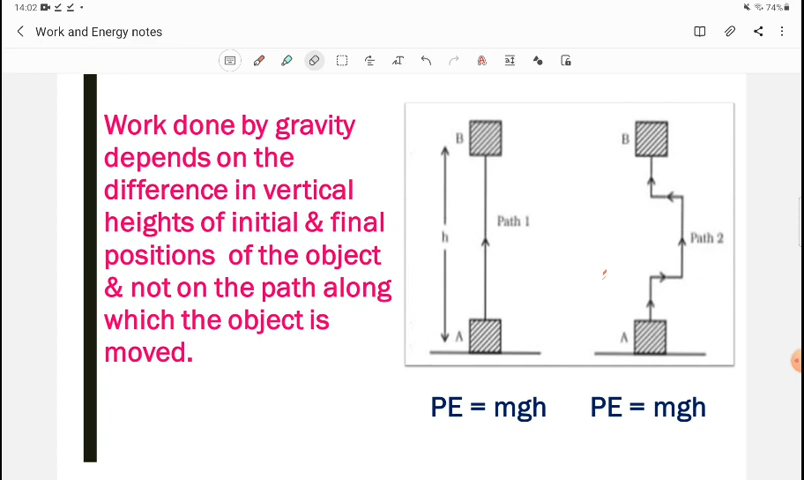 14:02
74%
Work and Energy notes
Work done by gravity
depends on the
difference in vertical
heights of initial & final
positions of the object
& not on the path along
which the object is
moved.
B
h
Path 1
A
B
Path 2
A
PE = mgh
PE = mgh